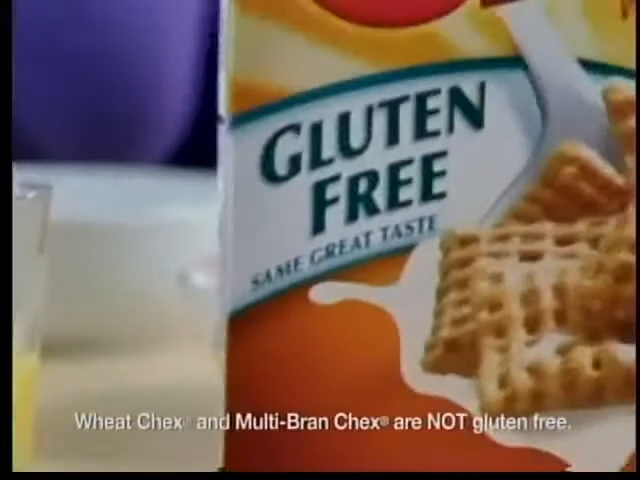 GLUTEN
FREE
SAME GREAT TASTE
Wheat Chex® and Multi-Bran Chex® are NOT gluten free.